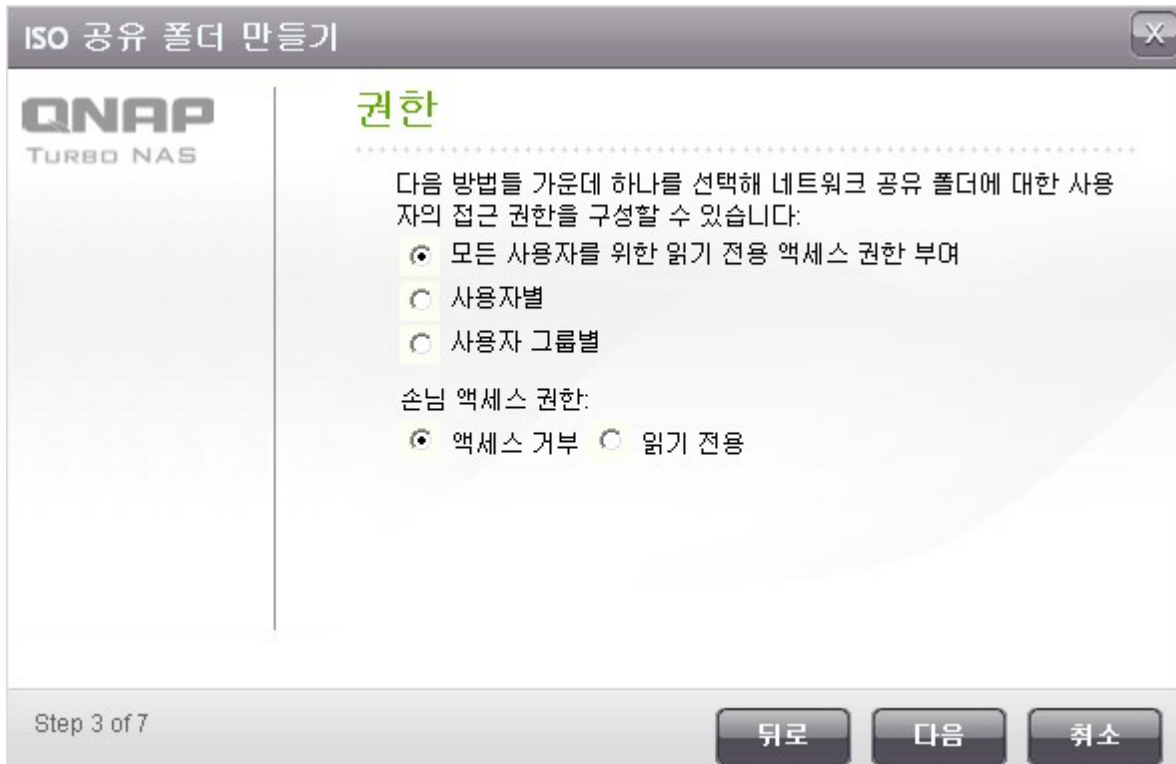 ISO 공유 폴더 만들기
X
QNAP
TURBO NAS
권한
다음 방법들 가운데 하나를 선택해 네트워크 공유 폴더에 대한 사용
자의 접근 권한을 구성할 수 있습니다:
모든 사용자를 위한 읽기 전용 액세스 권한 부여
사용자별
사용자 그룹별
손님 액세스 권한:
액세스 거부 읽기 전용
Step 3 of 7
뒤로 다음 취소